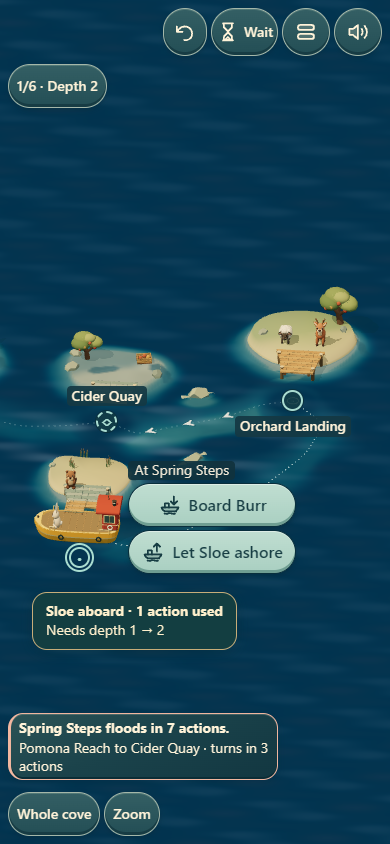 Wait
1/6 · Depth 2
Cider Quay
Orchard Landing
At Spring Steps
Board Burr
Let Sloe ashore
Sloe aboard · 1 action used
Needs depth 1 → 2
Spring Steps floods in 7 actions.
Pomona Reach to Cider Quay · turns in 3
actions
Whole cove
Zoom